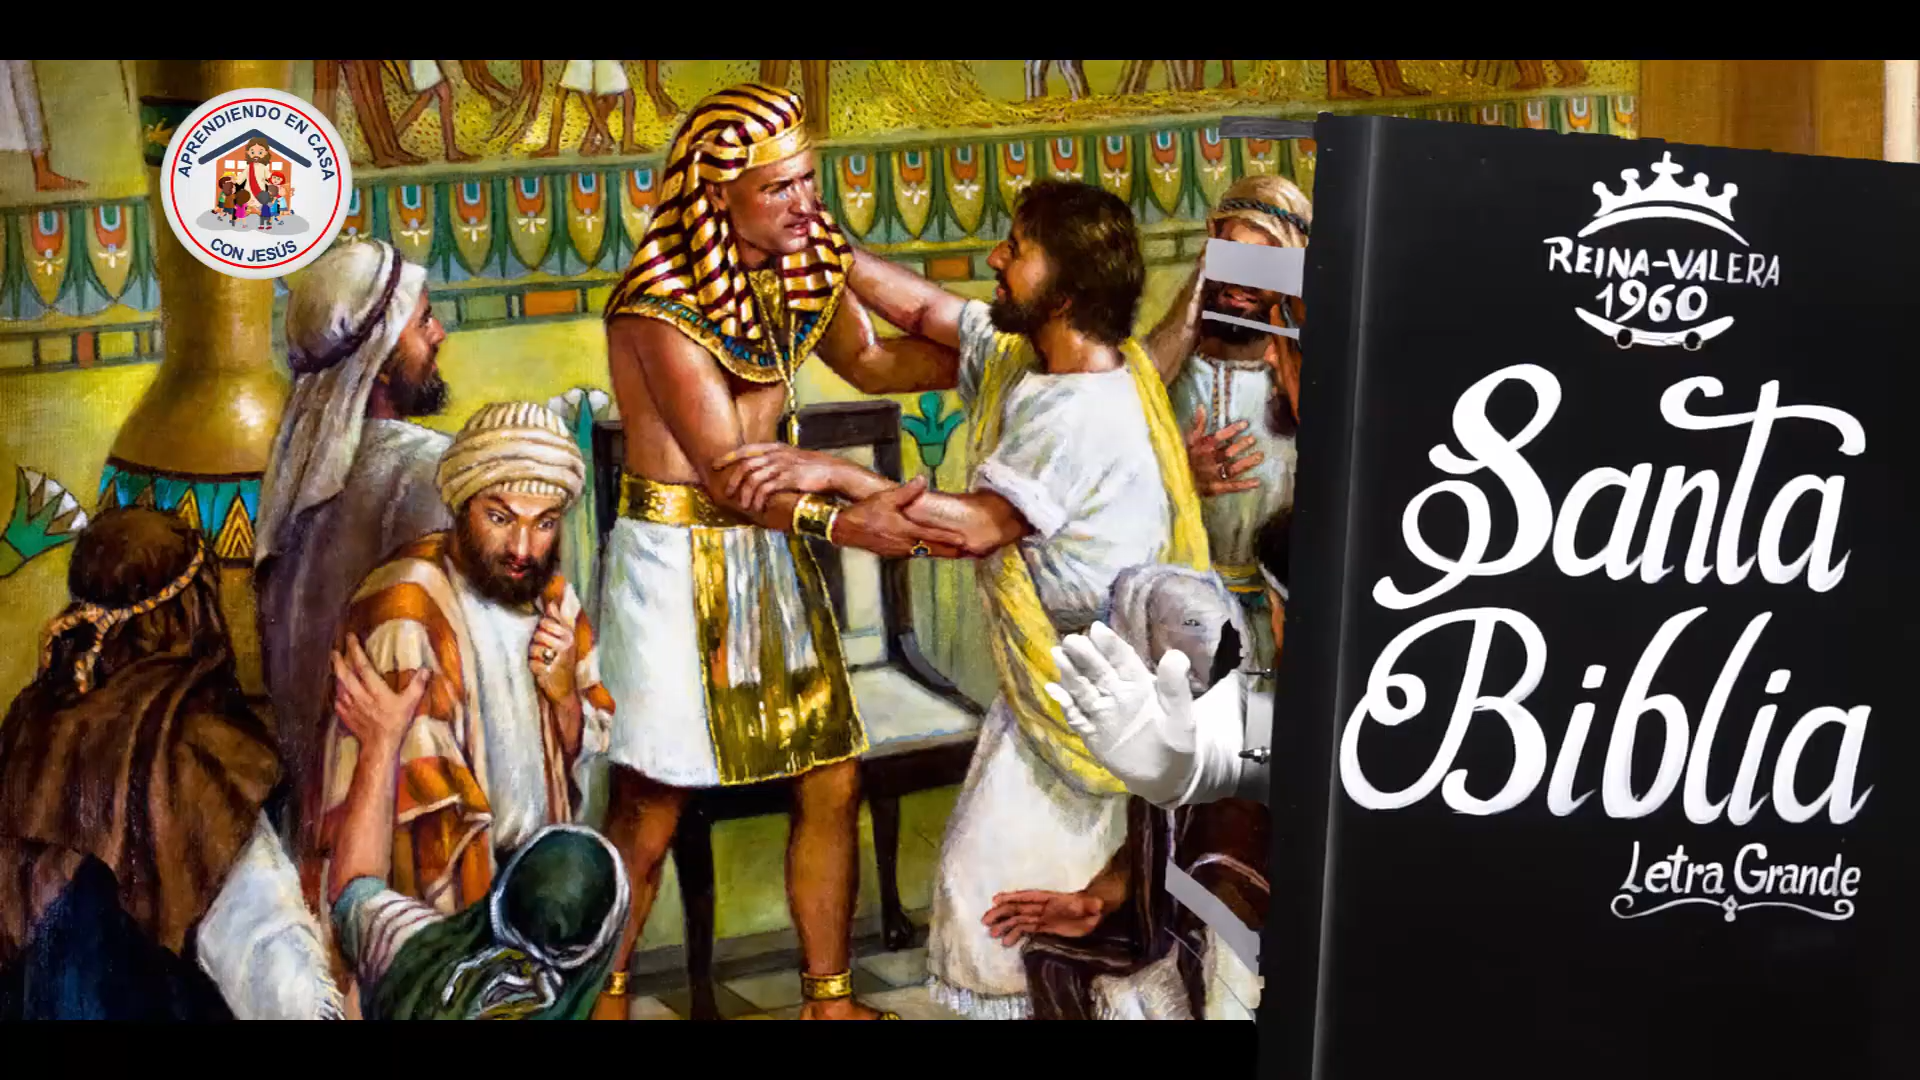 APRENDIENDO EN CASA
CON JESÚS
REINA-VALERA
1960
Santa
Biblia
Letra Grande